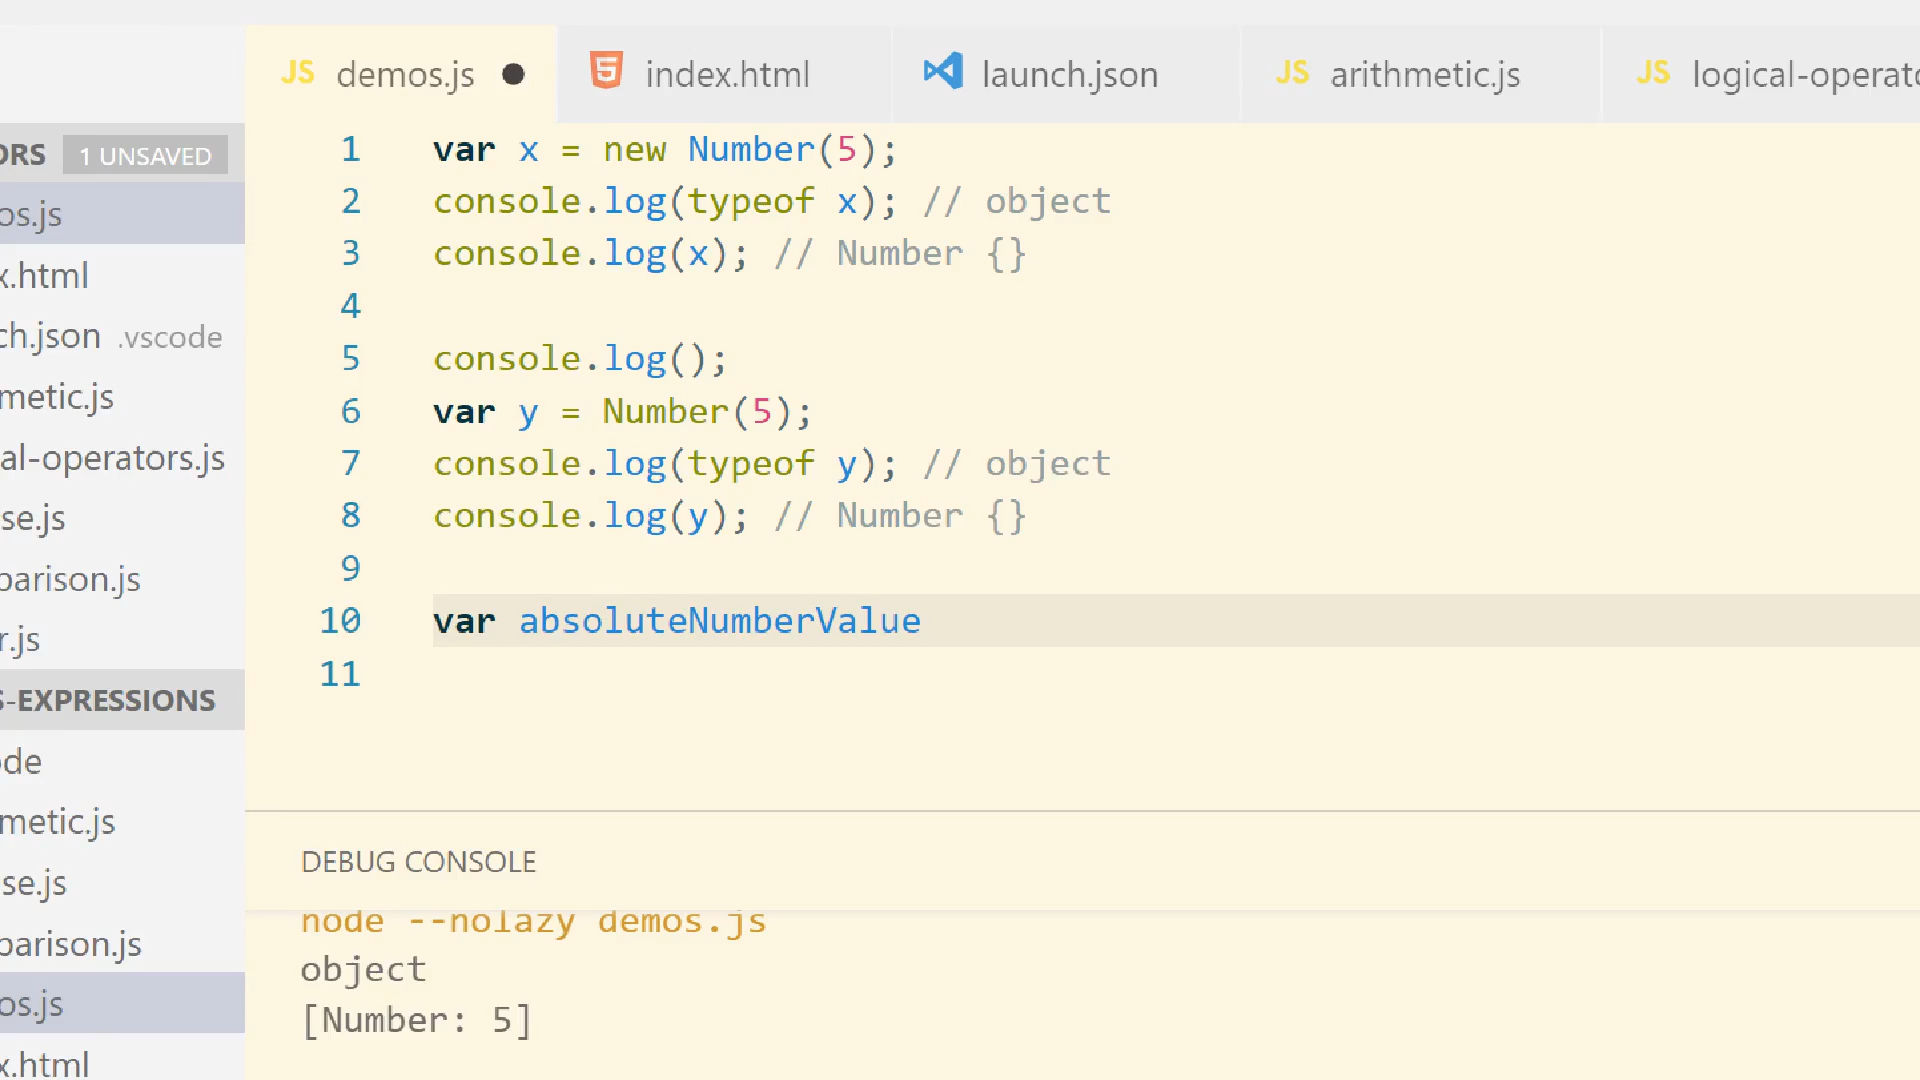 JS demos.js
index.html
launch.json
JS arithmetic.js
JS logical-operato
ORS 1 UNSAVED
os.js
x.html
ch.json .vscode
metic.js
al-operators.js
se.js
parison.js
r.js
S-EXPRESSIONS
ode
metic.js
se.js
parison.js
os.js
x.html
1 var x = new Number(5);
2 console.log(typeof x); // object
3 console.log(x); // Number {}
4
5 console.log();
6 var y = Number(5);
7 console.log(typeof y); // object
8 console.log(y); // Number {}
9
10 var absoluteNumberValue
11
DEBUG CONSOLE
node --nolazy demos.js
object
[Number: 5]